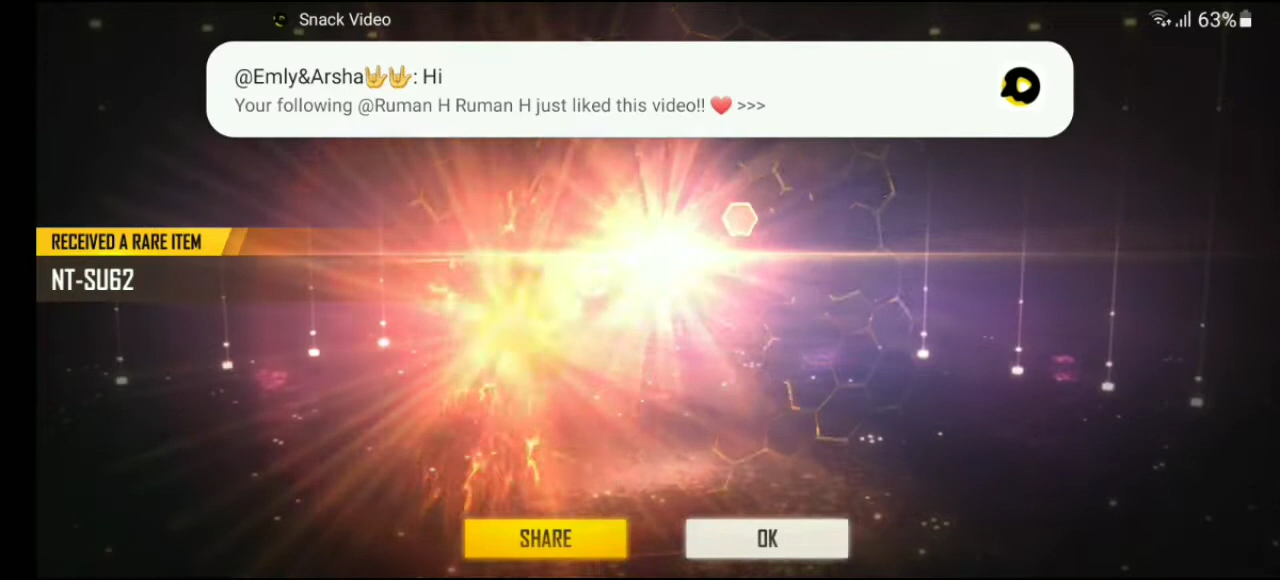 Snack Video
63%
@Emly&Arsha🤟🤟: Hi
Your following @Ruman H Ruman H just liked this video!! ❤️ >>>
RECEIVED A RARE ITEM
NT-SU62
SHARE
OK